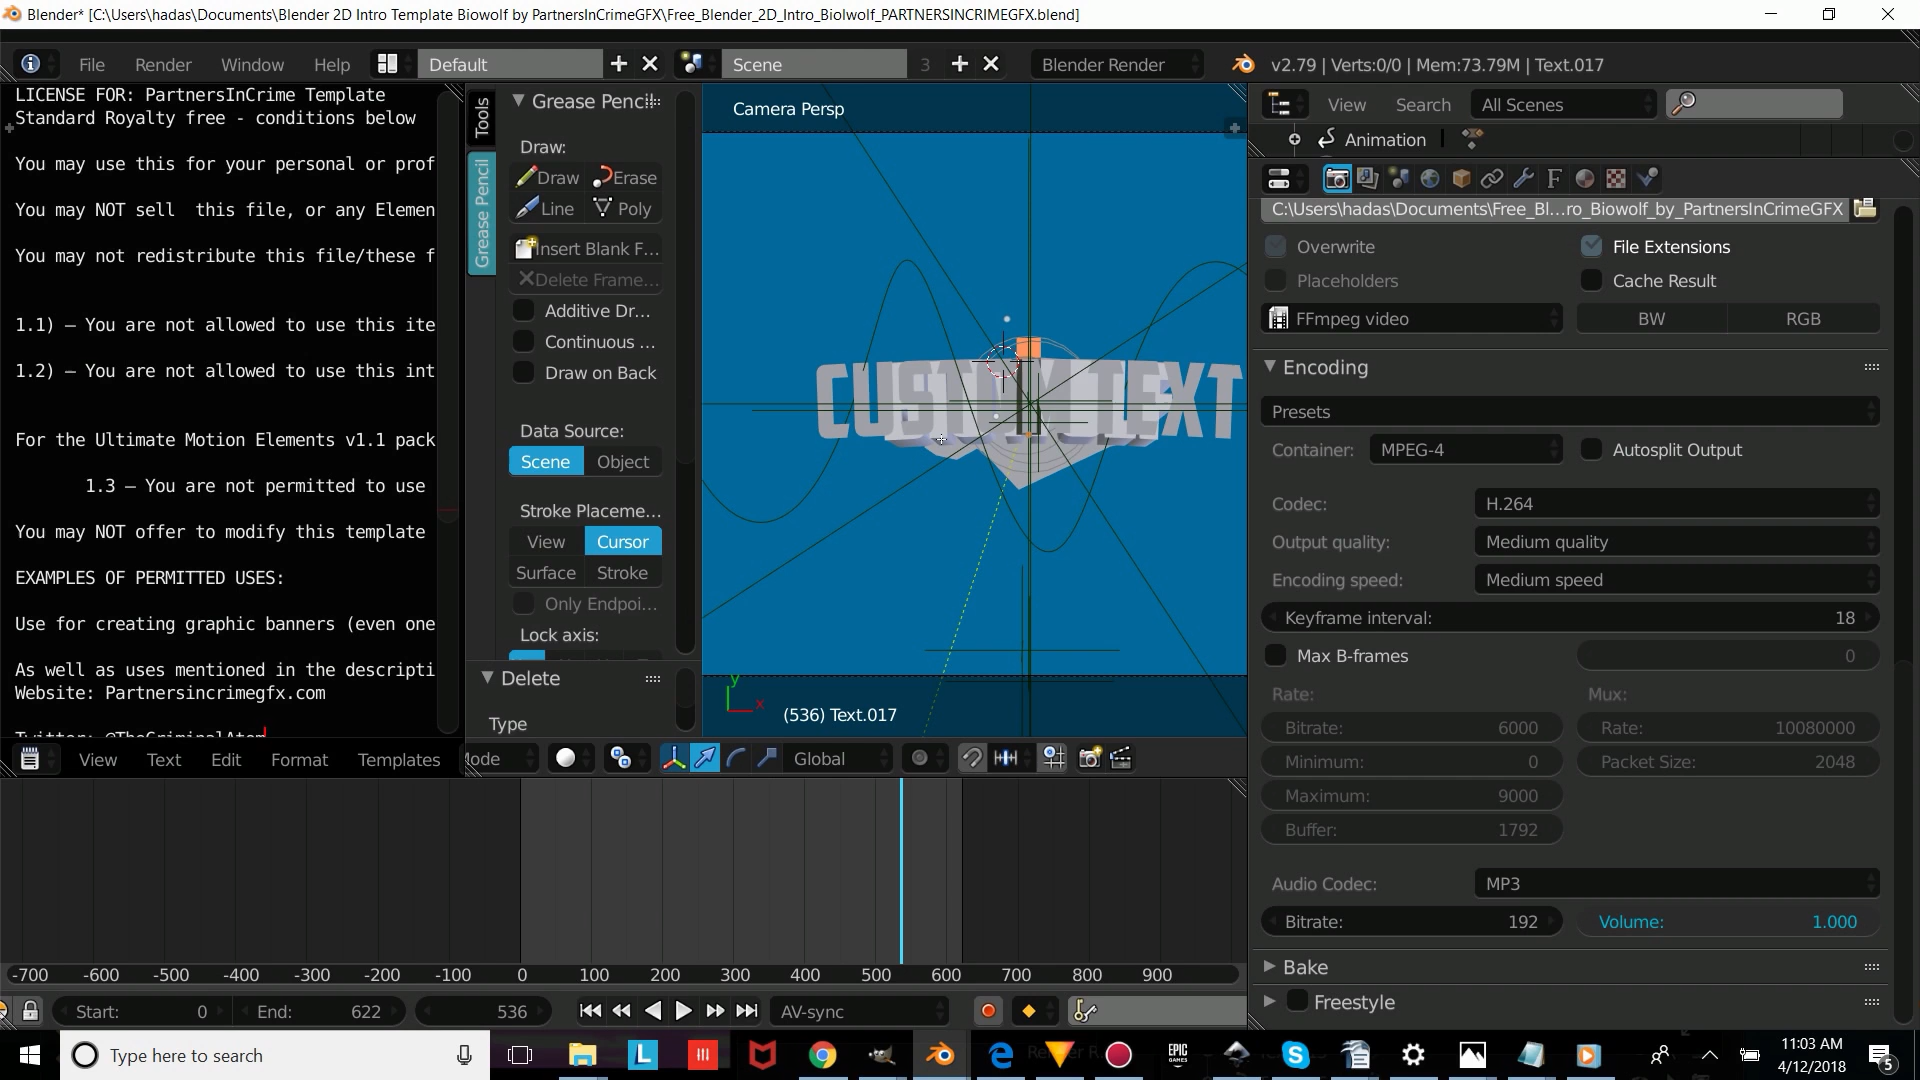 Blender* [C:\Users\hadas\Documents\Blender 2D Intro Template Biowolf by PartnersInCrimeGFX\Free_Blender_2D_Intro_Biolwolf_PARTNERSINCRIMEGFX.blend]
File Render Window Help Default Scene 3 Blender Render v2.79 | Verts:0/0 | Mem:73.79M | Text.017
LICENSE FOR: PartnersInCrime Template
Standard Royalty free - conditions below
You may use this for your personal or prof
You may NOT sell  this file, or any Elemen
You may not redistribute this file/these f
1.1) – You are not allowed to use this ite
1.2) – You are not allowed to use this int
For the Ultimate Motion Elements v1.1 pack
1.3 – You are not permitted to use
You may NOT offer to modify this template
EXAMPLES OF PERMITTED USES:
Use for creating graphic banners (even one
As well as uses mentioned in the descripti
Website: Partnersincrimegfx.com
Twitter: @TheCriminalAtom
View Text Edit Format Templates
Tools
Grease Pencil
Grease Pencil
Draw:
Draw Erase
Line Poly
Insert Blank F...
Delete Frame...
Additive Dr...
Continuous ...
Draw on Back
Data Source:
Scene Object
Stroke Placeme...
View Cursor
Surface Stroke
Only Endpoi...
Lock axis:
Delete
Type
Camera Persp
CUSTOM TEXT
y
x
(536) Text.017
ode Global
View Search All Scenes
Animation
C:\Users\hadas\Documents\Free_Bl...ro_Biowolf_by_PartnersInCrimeGFX
Overwrite File Extensions
Placeholders Cache Result
FFmpeg video BW RGB
Encoding
Presets
Container: MPEG-4 Autosplit Output
Codec: H.264
Output quality: Medium quality
Encoding speed: Medium speed
Keyframe interval: 18
Max B-frames 0
Rate: Mux:
Bitrate: 6000 Rate: 10080000
Minimum: 0 Packet Size: 2048
Maximum: 9000
Buffer: 1792
Audio Codec: MP3
Bitrate: 192 Volume: 1.000
Bake
Freestyle
-700 -600 -500 -400 -300 -200 -100 0 100 200 300 400 500 600 700 800 900
Start: 0 End: 622 536 AV-sync
Type here to search
L
EPIC
GAMES
11:03 AM
4/12/2018
5